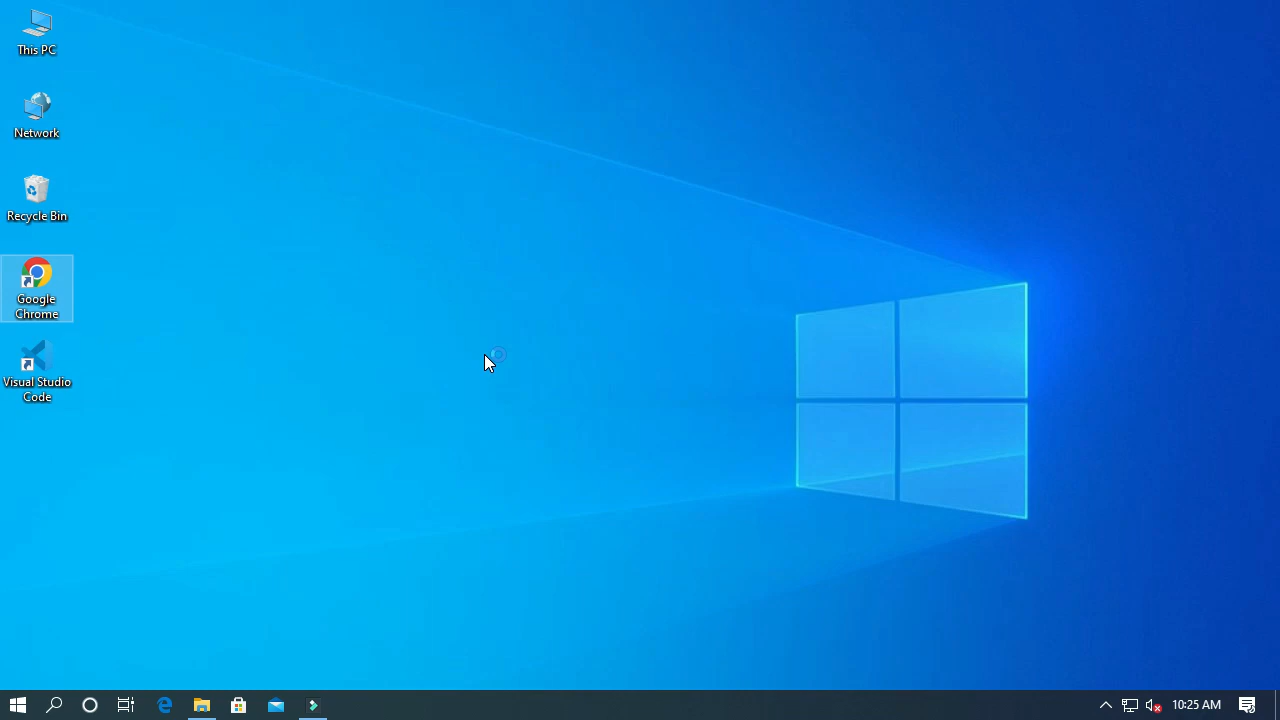 This PC
Network
Recycle Bin
Google
Chrome
Visual Studio
Code
10:25 AM